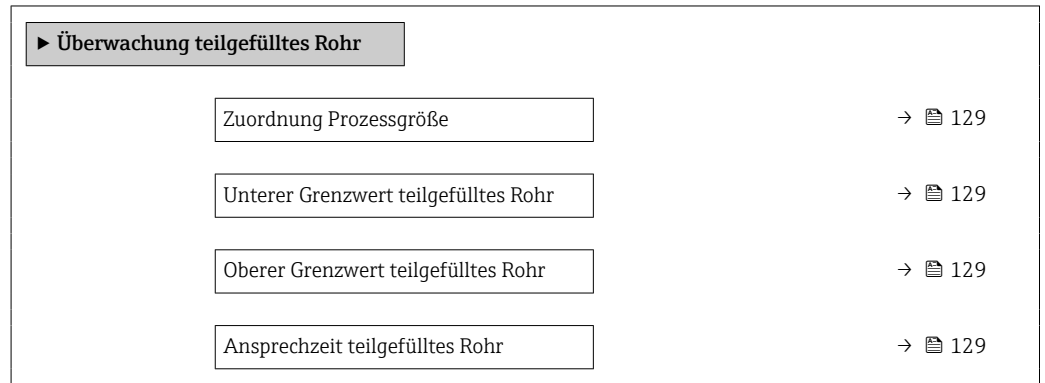 ▶ Überwachung teilgefülltes Rohr
Zuordnung Prozessgröße → 129
Unterer Grenzwert teilgefülltes Rohr → 129
Oberer Grenzwert teilgefülltes Rohr → 129
Ansprechzeit teilgefülltes Rohr → 129